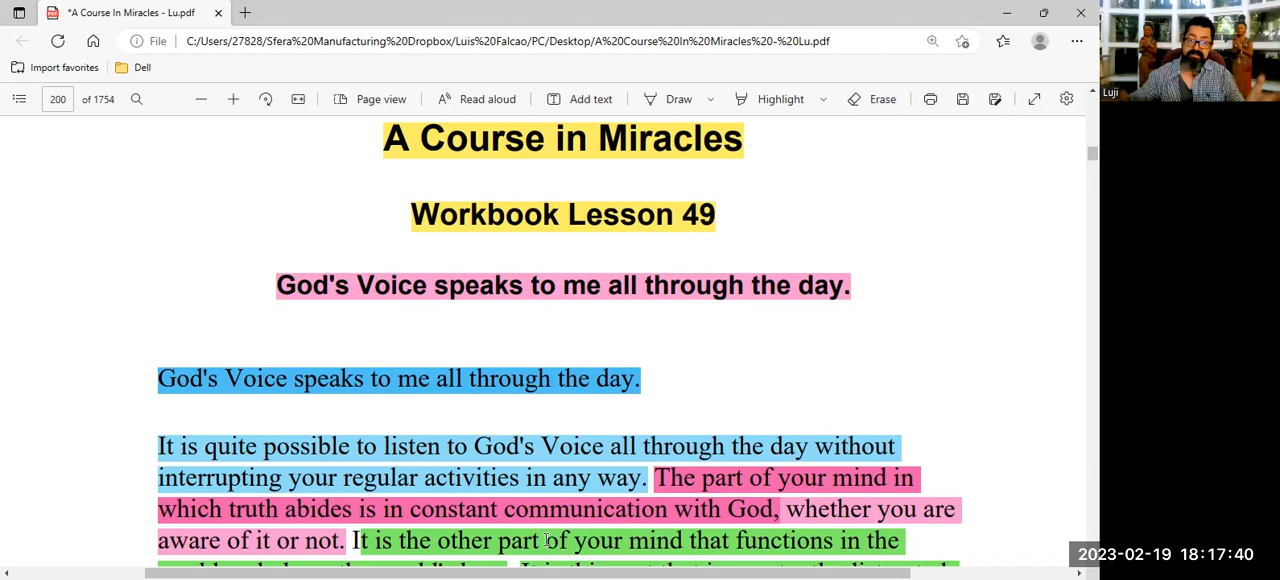 *A Course In Miracles - Lu.pdf
File C:/Users/27828/Sfera%20Manufacturing%20Dropbox/Luis%20Falcao/PC/Desktop/A%20Course%20In%20Miracles%20-%20Lu.pdf
Import favorites Dell
200 of 1754 Page view Read aloud Add text Draw Highlight Erase
Luji
A Course in Miracles
Workbook Lesson 49
God's Voice speaks to me all through the day.
God's Voice speaks to me all through the day.
It is quite possible to listen to God's Voice all through the day without
interrupting your regular activities in any way. The part of your mind in
which truth abides is in constant communication with God, whether you are
aware of it or not. It is the other part of your mind that functions in the
2023-02-19 18:17:40